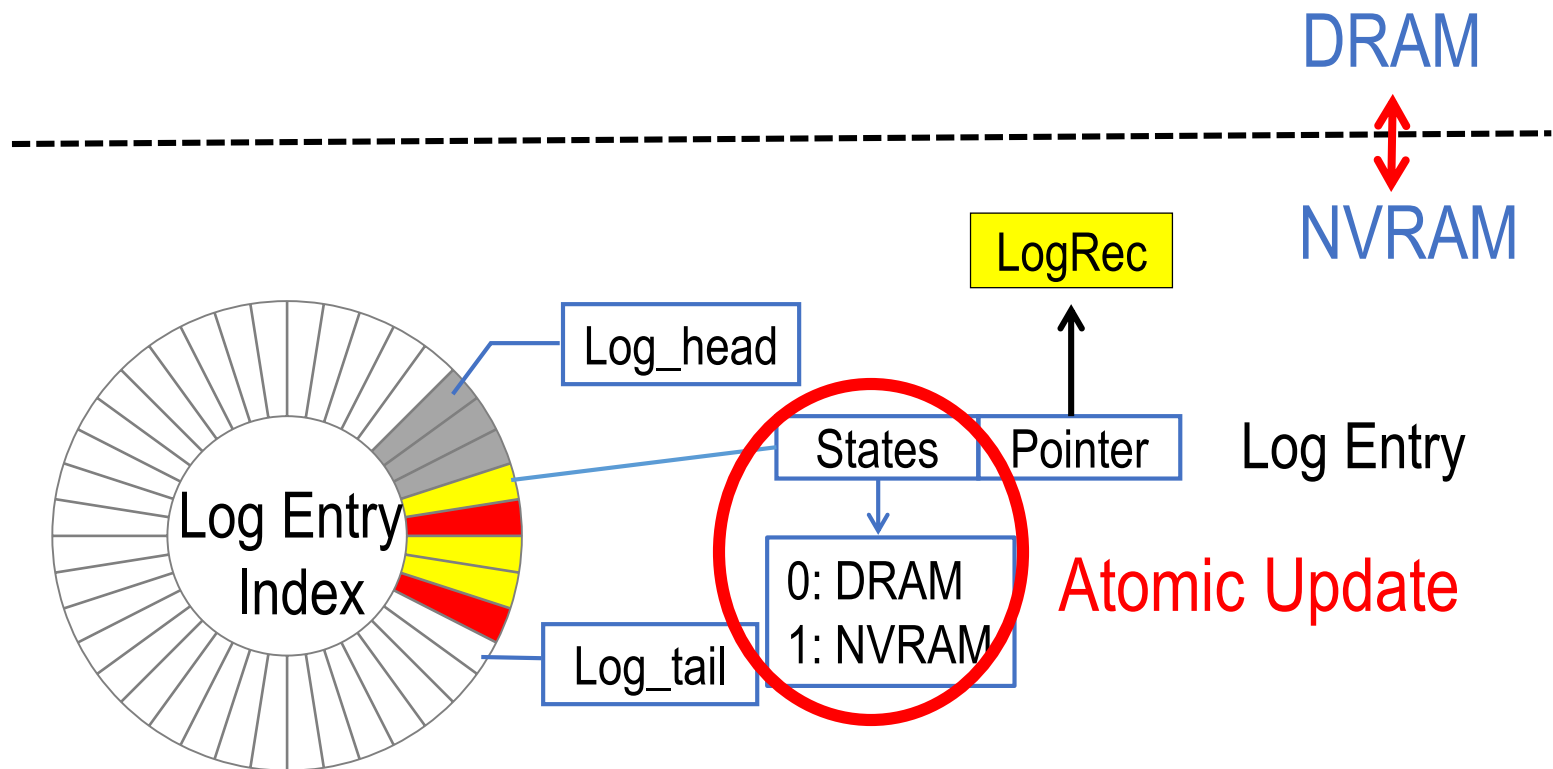 DRAM
NVRAM
LogRec
Log_head
States
Pointer
Log Entry
Log Entry
Index
0: DRAM
1: NVRAM
Atomic Update
Log_tail